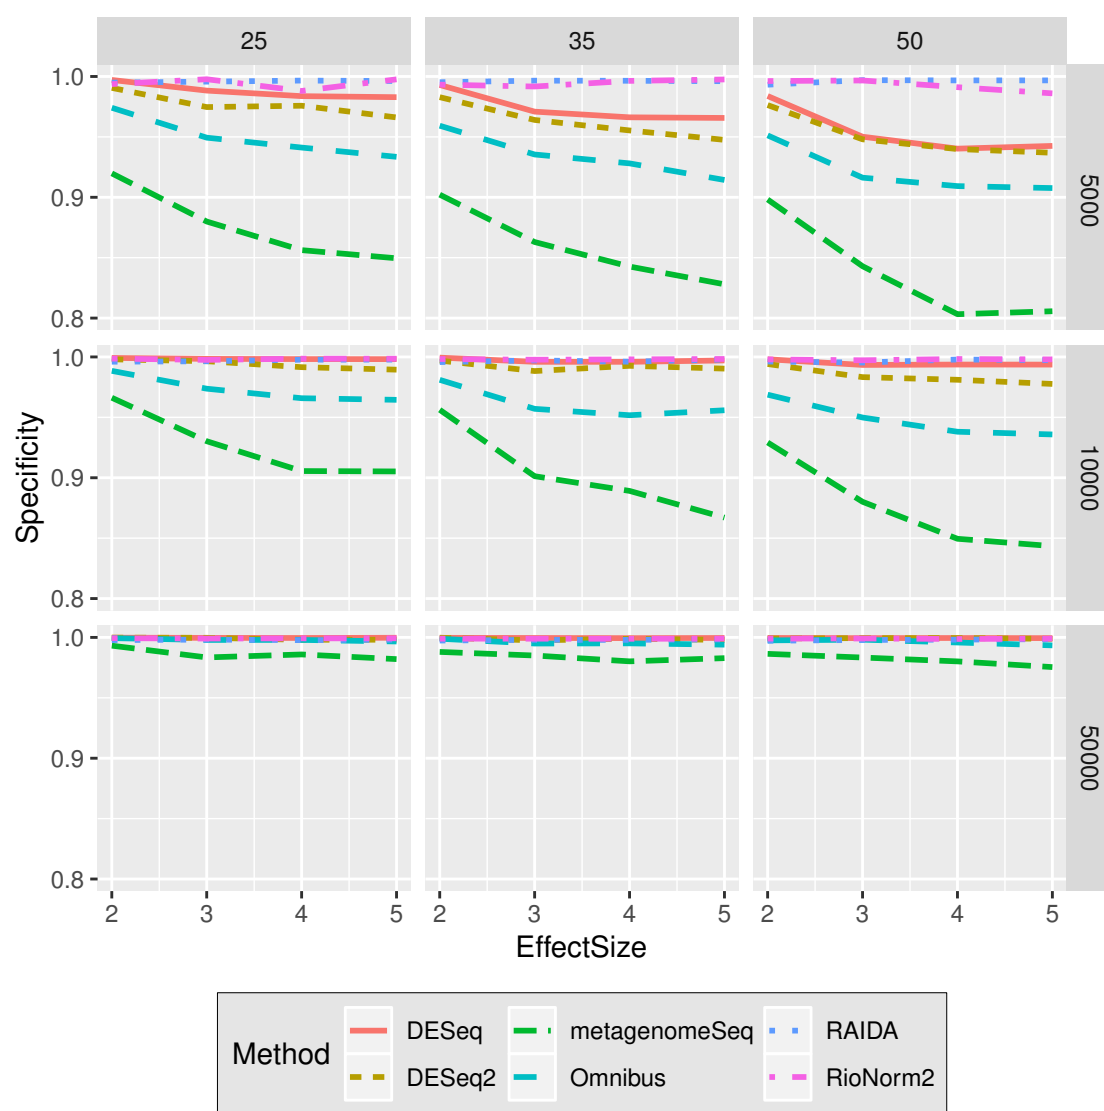 25 35 50
1.0
0.9
0.8
5000
1.0
0.9
0.8
10000
Specificity
1.0
0.9
0.8
50000
2 3 4 5 2 3 4 5 2 3 4 5
EffectSize
Method
DESeq metagenomeSeq RAIDA
DESeq2 Omnibus RioNorm2